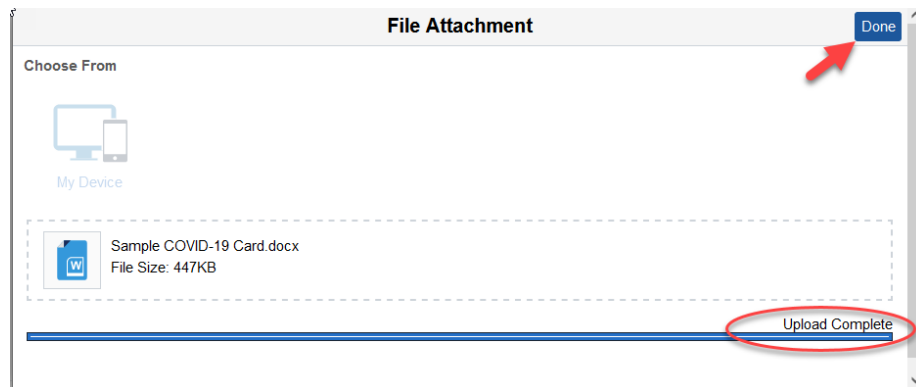 File Attachment
Done
Choose From
My Device
Sample COVID-19 Card.docx
File Size: 447KB
Upload Complete